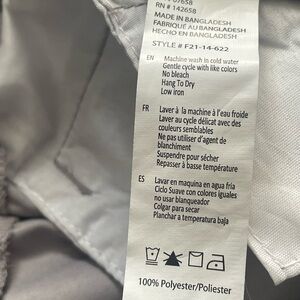 RN # 142658
MADE IN BANGLADESH
FABRIQUÉ AU BANGLADESH
HECHO EN BANGLADESH
STYLE # F21-14-622
EN Machine wash in cold water
Gentle cycle with like colors
No bleach
Hang To Dry
Low iron
FR Laver à la machine à l'eau froide
Laver au cycle délicat avec des
couleurs semblables
Ne pas utiliser d'agent de
blanchiment
Suspendre pour sécher
Repasser à basse température
ES Lavar en maquina en agua fría
Ciclo Suave con colores iguales
no usar blanqueador
Colgar para secar
Planchar a temperatura baja
100% Polyester/Poliester